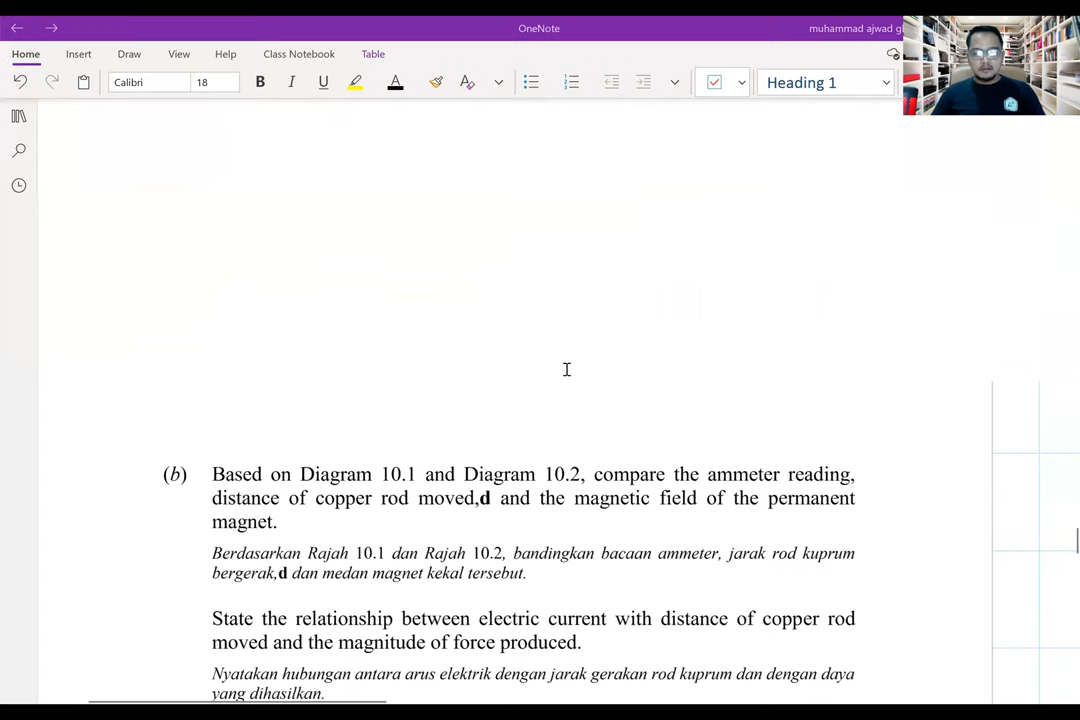 OneNote
muhammad ajwad g
Home Insert Draw View Help Class Notebook Table
Calibri 18 B I U A Heading 1
(b) Based on Diagram 10.1 and Diagram 10.2, compare the ammeter reading,
distance of copper rod moved,d and the magnetic field of the permanent
magnet.
Berdasarkan Rajah 10.1 dan Rajah 10.2, bandingkan bacaan ammeter, jarak rod kuprum
bergerak,d dan medan magnet kekal tersebut.
State the relationship between electric current with distance of copper rod
moved and the magnitude of force produced.
Nyatakan hubungan antara arus elektrik dengan jarak gerakan rod kuprum dan dengan daya
yang dihasilkan.